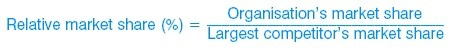 Relative market share (%) = Organisation's market share
Largest competitor's market share